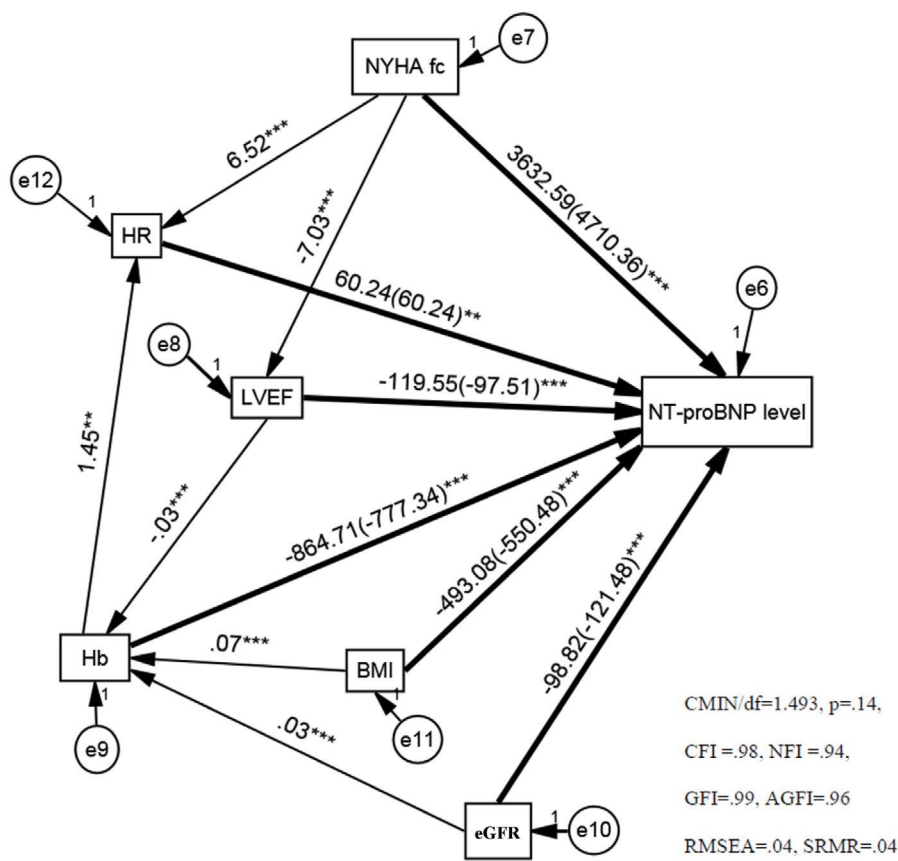 e7
1
NYHA fc
6.52***
3632.59(4710.36)***
e12
1
-7.03***
HR
e6
60.24(60.24)**
1
e8
1
-119.55(-97.51)***
LVEF
NT-proBNP level
1.45**
-.03***
-864.71(-777.34)***
-493.08(-550.48)***
-98.82(-121.48)***
.07***
Hb
BMI
1
1
CMIN/df=1.493, p=.14,
e9
.03***
e11
CFI =.98, NFI =.94,
GFI=.99, AGFI=.96
eGFR
1
e10
RMSEA=.04, SRMR=.04